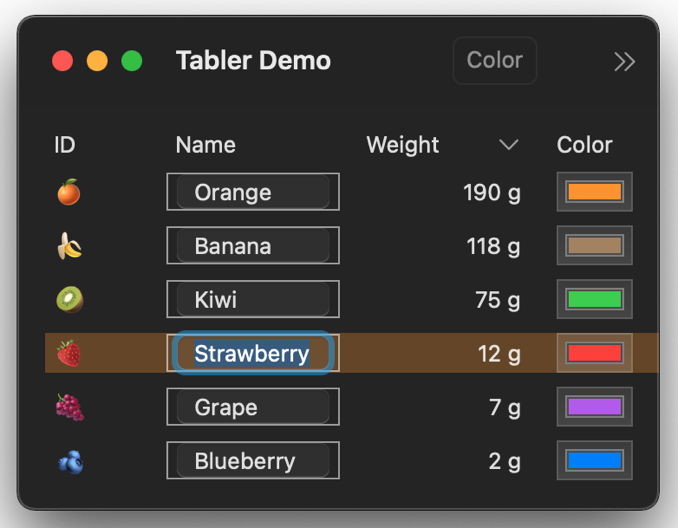 Tabler Demo Color
ID Name Weight Color
Orange 190 g
Banana 118 g
Kiwi 75 g
Strawberry 12 g
Grape 7 g
Blueberry 2 g